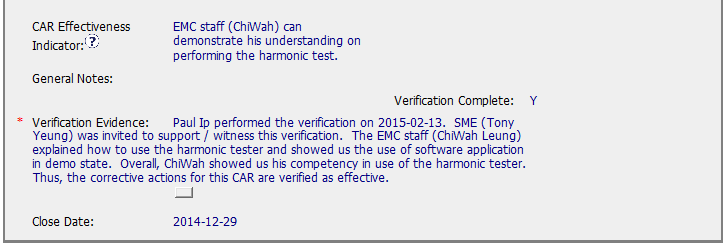 CAR Effectiveness EMC staff (ChiWah) can
Indicator:? demonstrate his understanding on
performing the harmonic test.
General Notes:
Verification Complete: Y
* Verification Evidence: Paul Ip performed the verification on 2015-02-13. SME (Tony
Yeung) was invited to support / witness this verification. The EMC staff (ChiWah Leung)
explained how to use the harmonic tester and showed us the use of software application
in demo state. Overall, ChiWah showed us his competency in use of the harmonic tester.
Thus, the corrective actions for this CAR are verified as effective.
Close Date: 2014-12-29